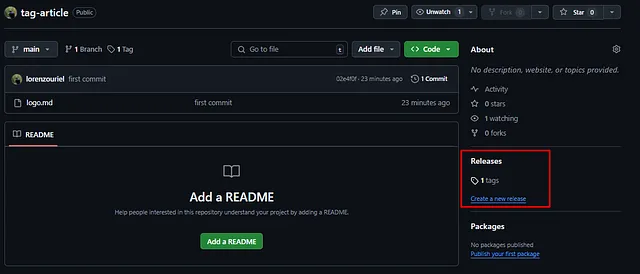 tag-article Public
Pin Unwatch 1 Fork 0 Star 0
main 1 Branch 1 Tag Go to file t Add file Code
lorenzouriel first commit 02e4f0f · 23 minutes ago 1 Commit
logo.md first commit 23 minutes ago
README
Add a README
Help people interested in this repository understand your project by adding a README.
Add a README
About
No description, website, or topics provided.
Activity
0 stars
1 watching
0 forks
Releases
1 tags
Create a new release
Packages
No packages published
Publish your first package